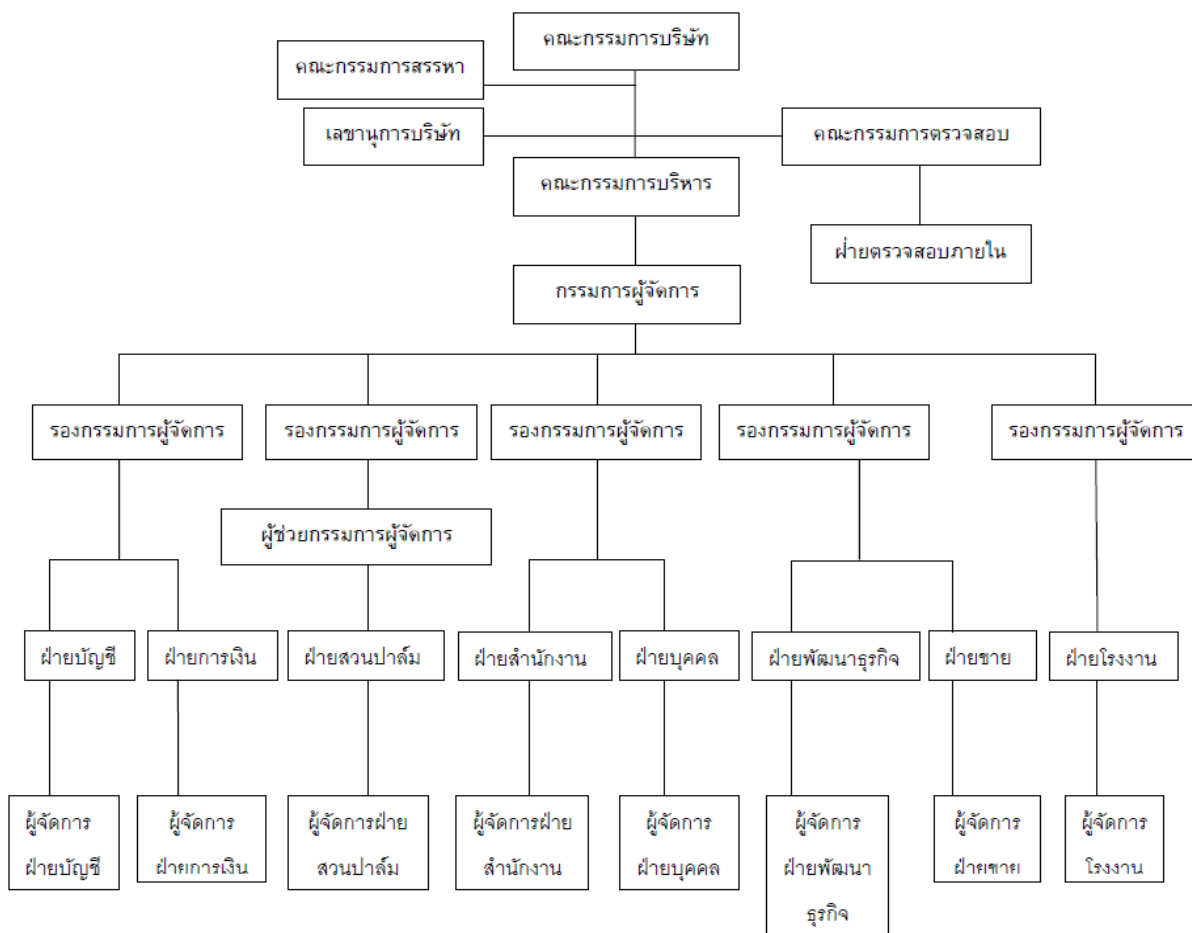 คณะกรรมการบริษัท
คณะกรรมการสรรหา
เลขานุการบริษัท
คณะกรรมการตรวจสอบ
คณะกรรมการบริหาร
ฝ่ายตรวจสอบภายใน
กรรมการผู้จัดการ
รองกรรมการผู้จัดการ
รองกรรมการผู้จัดการ
รองกรรมการผู้จัดการ
รองกรรมการผู้จัดการ
รองกรรมการผู้จัดการ
ผู้ช่วยกรรมการผู้จัดการ
ฝ่ายบัญชี
ฝ่ายการเงิน
ฝ่ายสวนปาล์ม
ฝ่ายสำนักงาน
ฝ่ายบุคคล
ฝ่ายพัฒนาธุรกิจ
ฝ่ายขาย
ฝ่ายโรงงาน
ผู้จัดการ
ฝ่ายบัญชี
ผู้จัดการ
ฝ่ายการเงิน
ผู้จัดการฝ่าย
สวนปาล์ม
ผู้จัดการฝ่าย
สำนักงาน
ผู้จัดการ
ฝ่ายบุคคล
ผู้จัดการ
ฝ่ายพัฒนา
ธุรกิจ
ผู้จัดการ
ฝ่ายขาย
ผู้จัดการ
โรงงาน